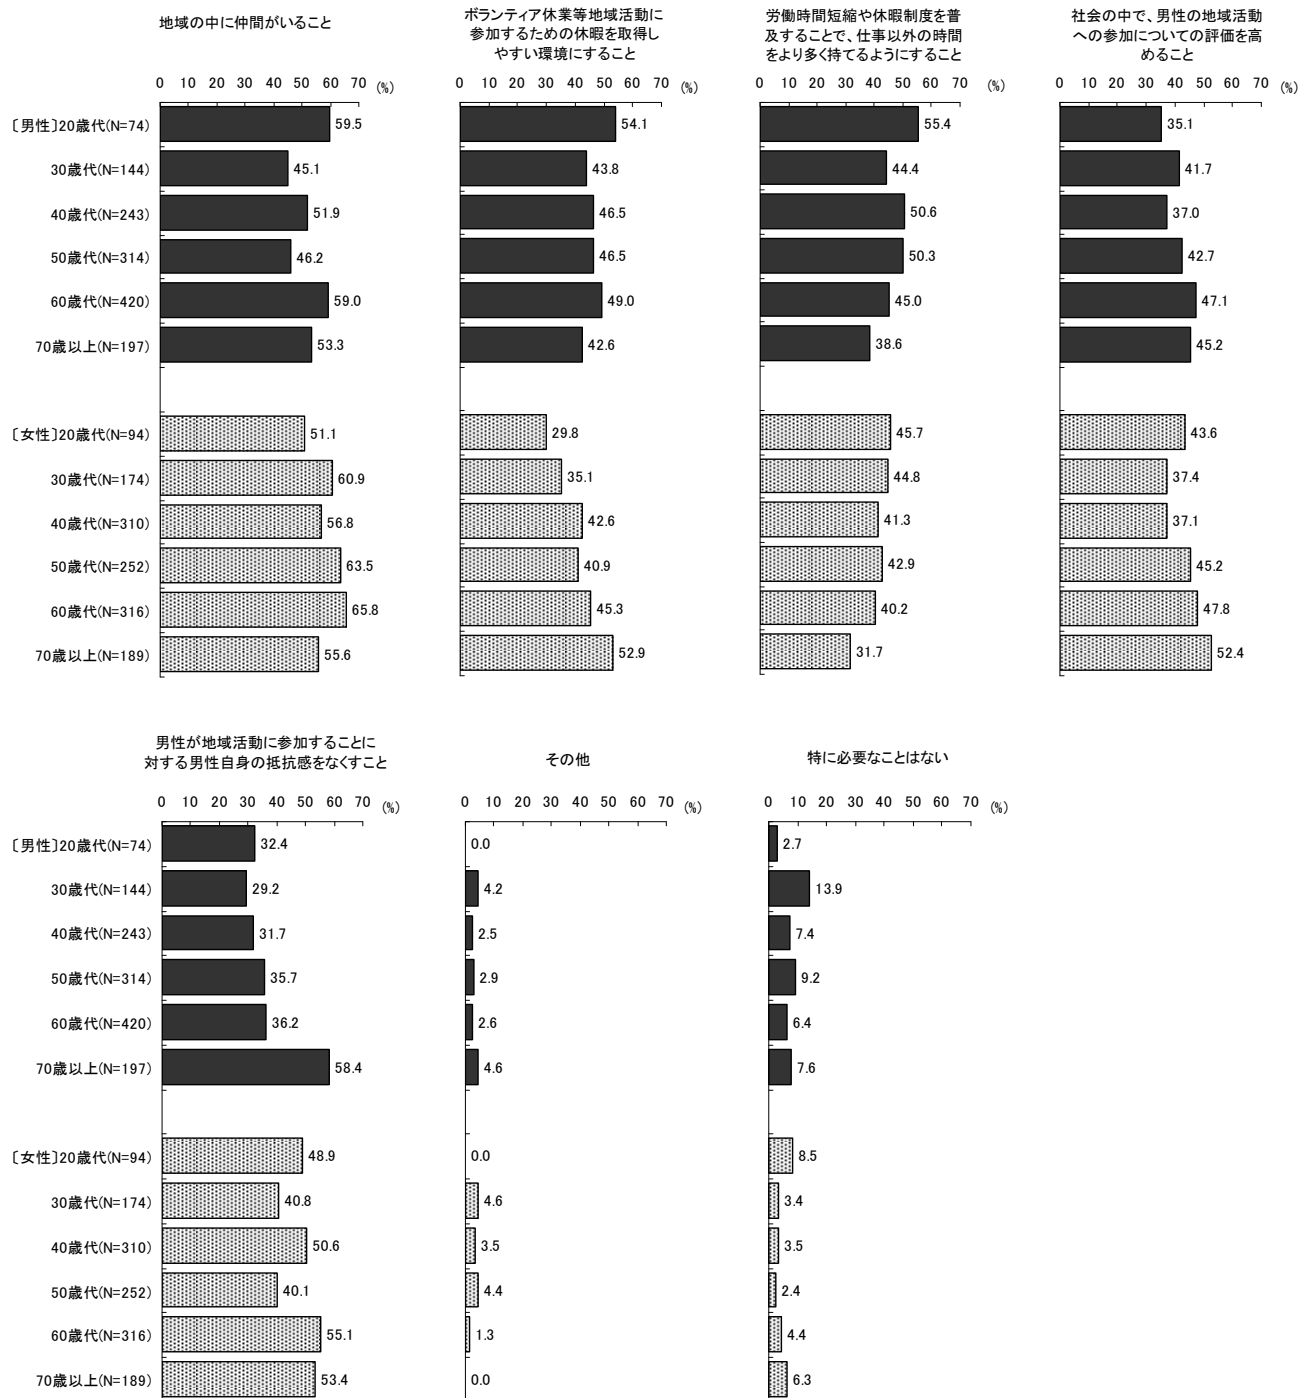 地域の中に仲間がいること
ボランティア休業等地域活動に
参加するための休暇を取得し
やすい環境にすること
労働時間短縮や休暇制度を普
及することで、仕事以外の時間
をより多く持てるようにすること
社会の中で、男性の地域活動
への参加についての評価を高
めること
0 10 20 30 40 50 60 70 (%)
0 10 20 30 40 50 60 70 (%)
0 10 20 30 40 50 60 70 (%)
0 10 20 30 40 50 60 70 (%)
〔男性〕20歳代(N=74) 59.5 54.1 55.4 35.1
30歳代(N=144) 45.1 43.8 44.4 41.7
40歳代(N=243) 51.9 46.5 50.6 37.0
50歳代(N=314) 46.2 46.5 50.3 42.7
60歳代(N=420) 59.0 49.0 45.0 47.1
70歳以上(N=197) 53.3 42.6 38.6 45.2
〔女性〕20歳代(N=94) 51.1 29.8 45.7 43.6
30歳代(N=174) 60.9 35.1 44.8 37.4
40歳代(N=310) 56.8 42.6 41.3 37.1
50歳代(N=252) 63.5 40.9 42.9 45.2
60歳代(N=316) 65.8 45.3 40.2 47.8
70歳以上(N=189) 55.6 52.9 31.7 52.4
男性が地域活動に参加することに
対する男性自身の抵抗感をなくすこと
その他
特に必要なことはない
0 10 20 30 40 50 60 70 (%)
0 10 20 30 40 50 60 70 (%)
0 10 20 30 40 50 60 70 (%)
〔男性〕20歳代(N=74) 32.4 0.0 2.7
30歳代(N=144) 29.2 4.2 13.9
40歳代(N=243) 31.7 2.5 7.4
50歳代(N=314) 35.7 2.9 9.2
60歳代(N=420) 36.2 2.6 6.4
70歳以上(N=197) 58.4 4.6 7.6
〔女性〕20歳代(N=94) 48.9 0.0 8.5
30歳代(N=174) 40.8 4.6 3.4
40歳代(N=310) 50.6 3.5 3.5
50歳代(N=252) 40.1 4.4 2.4
60歳代(N=316) 55.1 1.3 4.4
70歳以上(N=189) 53.4 0.0 6.3